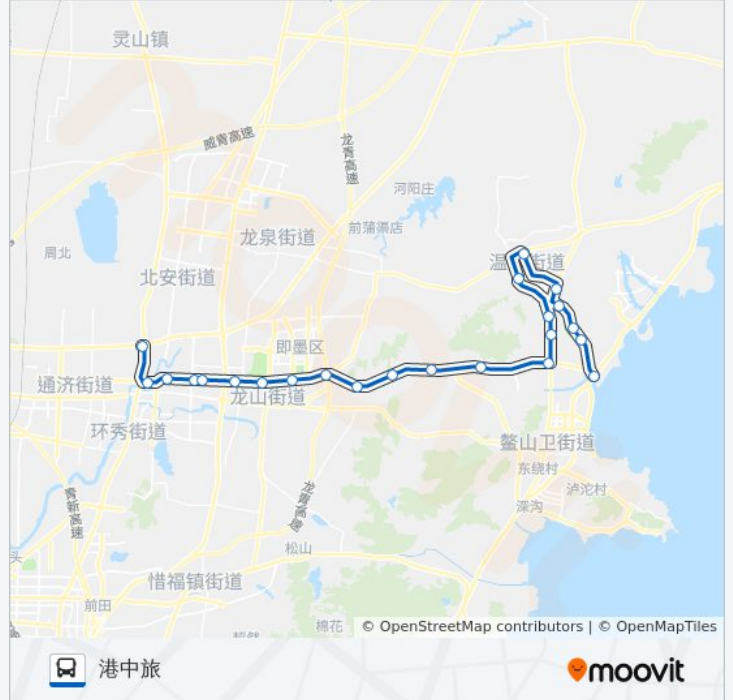 灵山镇
威青高速
龙青高速
河阳庄
前蒲渠店
龙泉街道
周北
温
街道
北安街道
即墨区
通济街道
龙山街道
环秀街道
鳌山卫街道
东绕村
泸沱村
深沟
青新高速
龙青高速
松山
头
惜福镇街道
前田
棉花
© OpenStreetMap contributors | © OpenMapTiles
港中旅
moovit